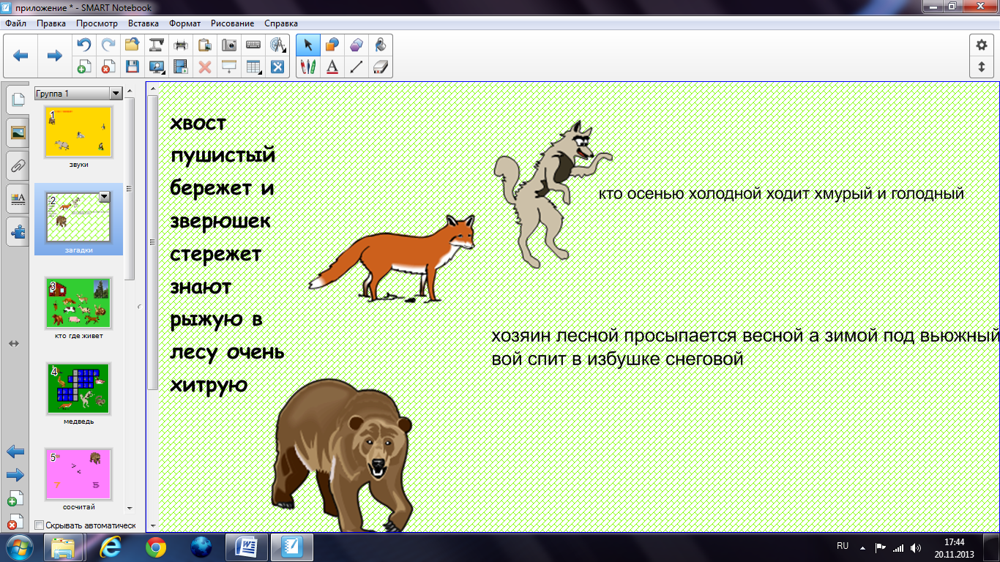 приложение * - SMART Notebook
Файл Правка Просмотр Вставка Формат Рисование Справка
Группа 1
1
звуки
2
загадки
3
кто где живет
4
медведь
5
сосчитай
Скрывать автоматическ
хвост
пушистый
бережет и
зверюшек
стережет
знают
рыжую в
лесу очень
хитрую
кто осенью холодной ходит хмурый и голодный
хозяин лесной просыпается весной а зимой под вьюжный
вой спит в избушке снеговой
RU
17:44
20.11.2013